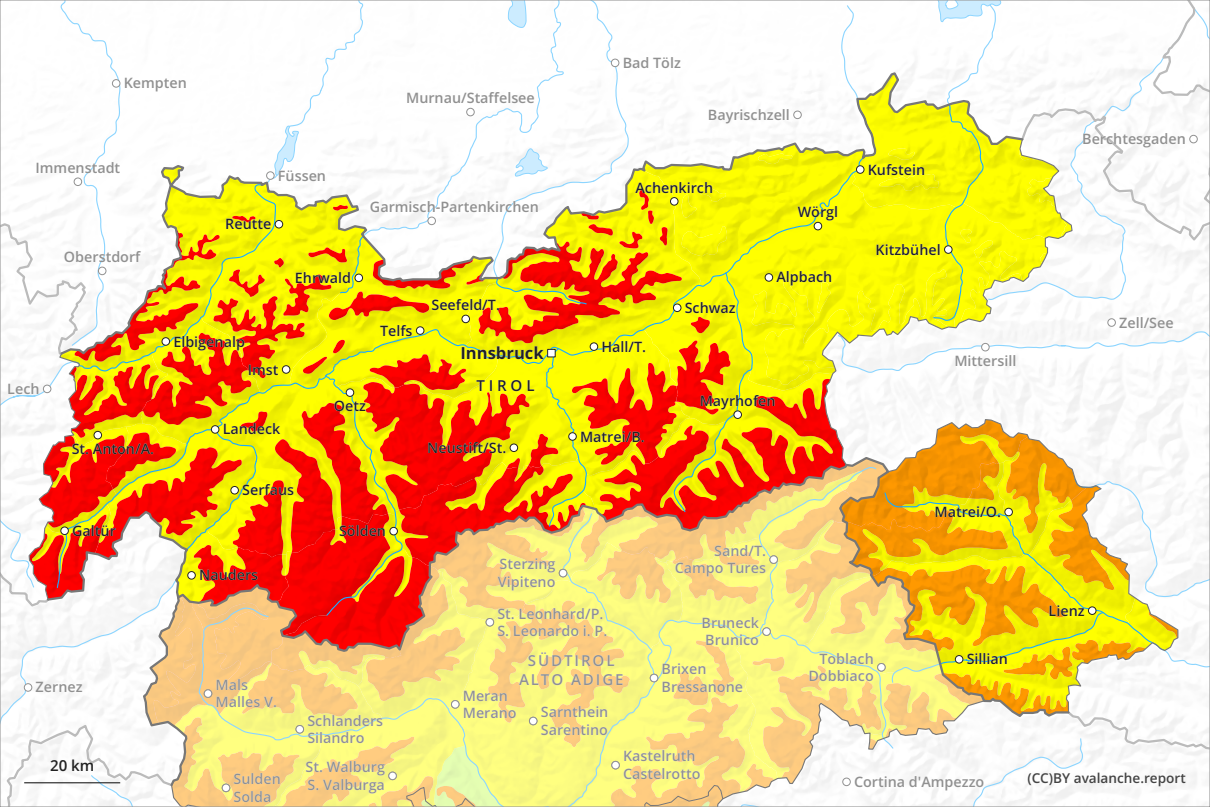 Kempten
Bad Tölz
Murnau/Staffelsee
Bayrischzell
Berchtesgaden
Immenstadt
Füssen
Kufstein
Achenkirch
Garmisch-Partenkirchen
Wörgl
Reutte
Kitzbühel
Oberstdorf
Ehrwald
Alpbach
Seefeld/T.
Schwaz
Telfs
Zell/See
Elbigenalp
Innsbruck
Hall/T.
Mittersill
Imst
TIROL
Lech
Oetz
Mayrhofen
Landeck
Matrei/B.
St. Anton/A.
Neustift/St.
Serfaus
Matrei/O.
Galtür
Sölden
Sand/T.
Campo Tures
Sterzing
Vipiteno
Nauders
Lienz
St. Leonhard/P.
S. Leonardo i. P.
Bruneck
Brunico
Sillian
SÜDTIROL
ALTO ADIGE
Toblach
Dobbiaco
Brixen
Bressanone
Zernez
Mals
Malles V.
Meran
Merano
Sarnthein
Sarentino
Schlanders
Silandro
Kastelruth
Castelrotto
20 km
St. Walburg
S. Valburga
Sulden
Solda
Cortina d'Ampezzo
(CC)BY avalanche.report